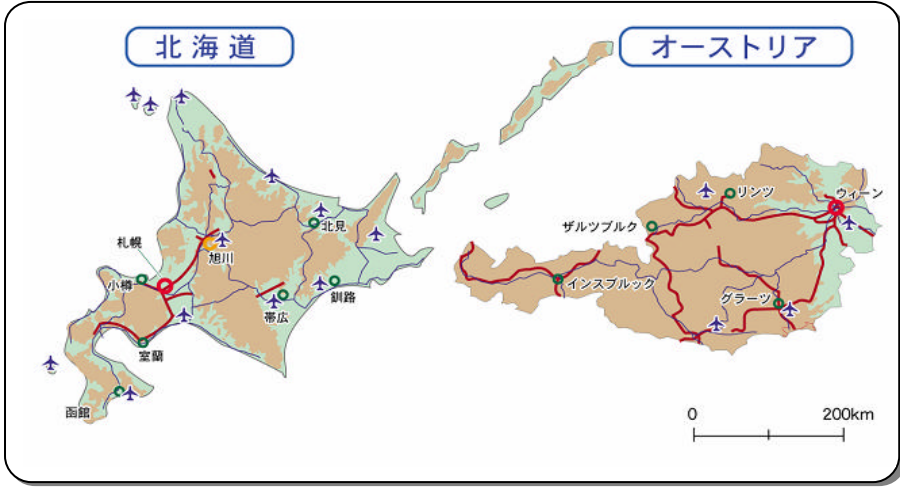 北海道
オーストリア
リンツ
ウィーン
ザルツブルク
北見
札幌
旭川
小樽
インスブルック
釧路
グラーツ
帯広
室蘭
函館
0
200km